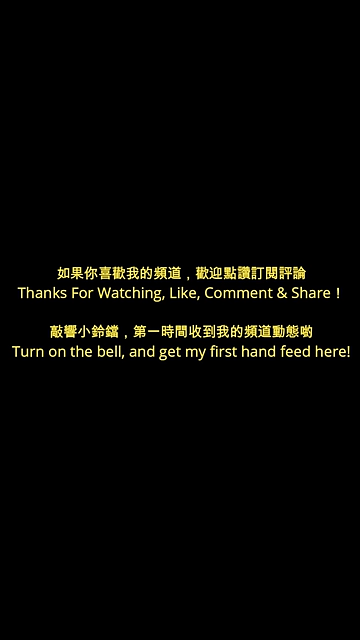 如果你喜歡我的頻道，歡迎點讚訂閱評論
Thanks For Watching, Like, Comment & Share！
敲響小鈴鐺，第一時間收到我的頻道動態喲
Turn on the bell, and get my first hand feed here!